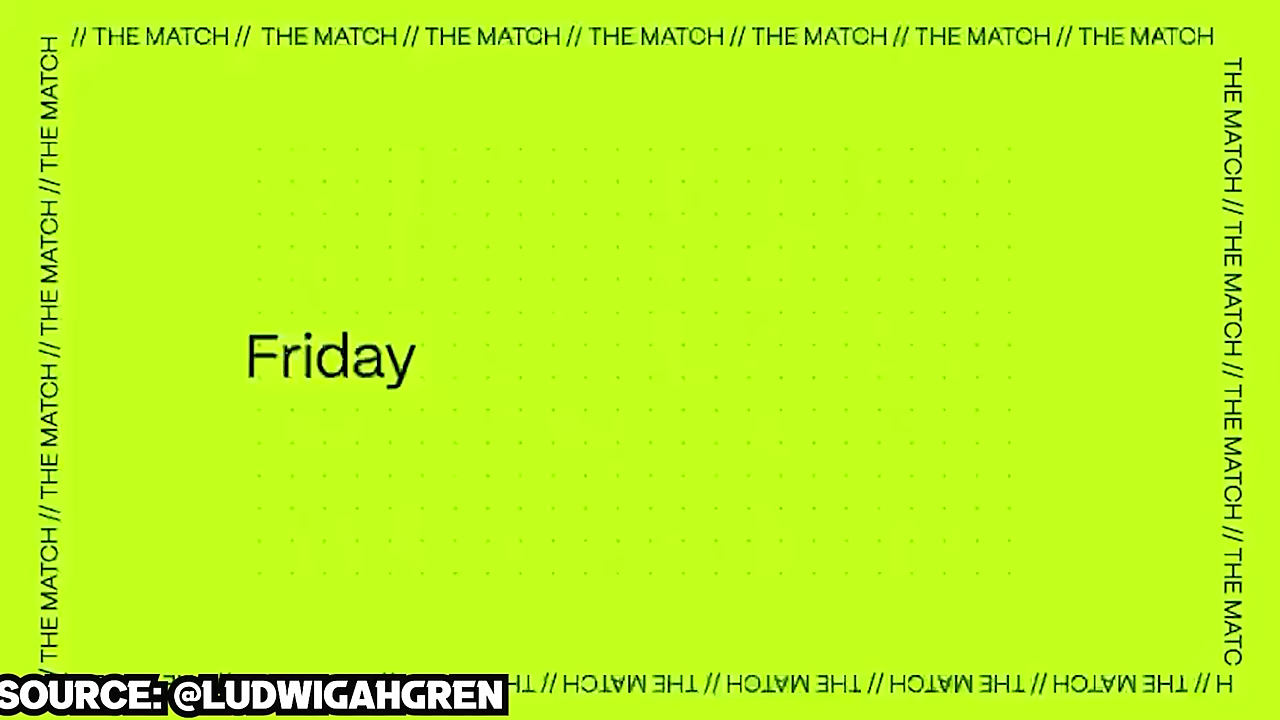 // THE MATCH // THE MATCH // THE MATCH // THE MATCH // THE MATCH // THE MATCH // THE MATCH
THE MATCH // THE MATCH // THE MATCH // THE MATC
H // THE MATCH // THE MATCH // THE MATCH // THE MATCH //
/ THE MATCH // THE MATCH // THE MATCH // THE MATCH
Friday
SOURCE: @LUDWIGAHGREN